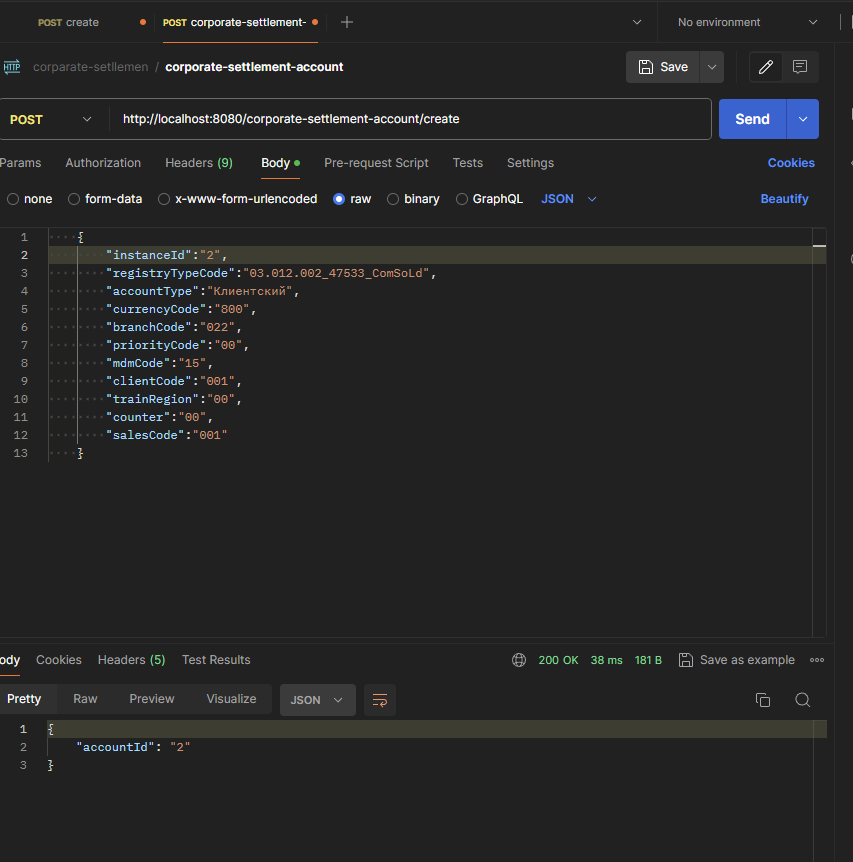 POST create POST corporate-settlement- No environment
HTTP corparate-setllemen / corporate-settlement-account Save
POST http://localhost:8080/corporate-settlement-account/create Send
Params Authorization Headers (9) Body Pre-request Script Tests Settings Cookies
none form-data x-www-form-urlencoded raw binary GraphQL JSON Beautify
1 {
2 "instanceId":"2",
3 "registryTypeCode":"03.012.002_47533_ComSoLd",
4 "accountType":"Клиентский",
5 "currencyCode":"800",
6 "branchCode":"022",
7 "priorityCode":"00",
8 "mdmCode":"15",
9 "clientCode":"001",
10 "trainRegion":"00",
11 "counter":"00",
12 "salesCode":"001"
13 }
ody Cookies Headers (5) Test Results 200 OK 38 ms 181 B Save as example
Pretty Raw Preview Visualize JSON
1 {
2 "accountId": "2"
3 }